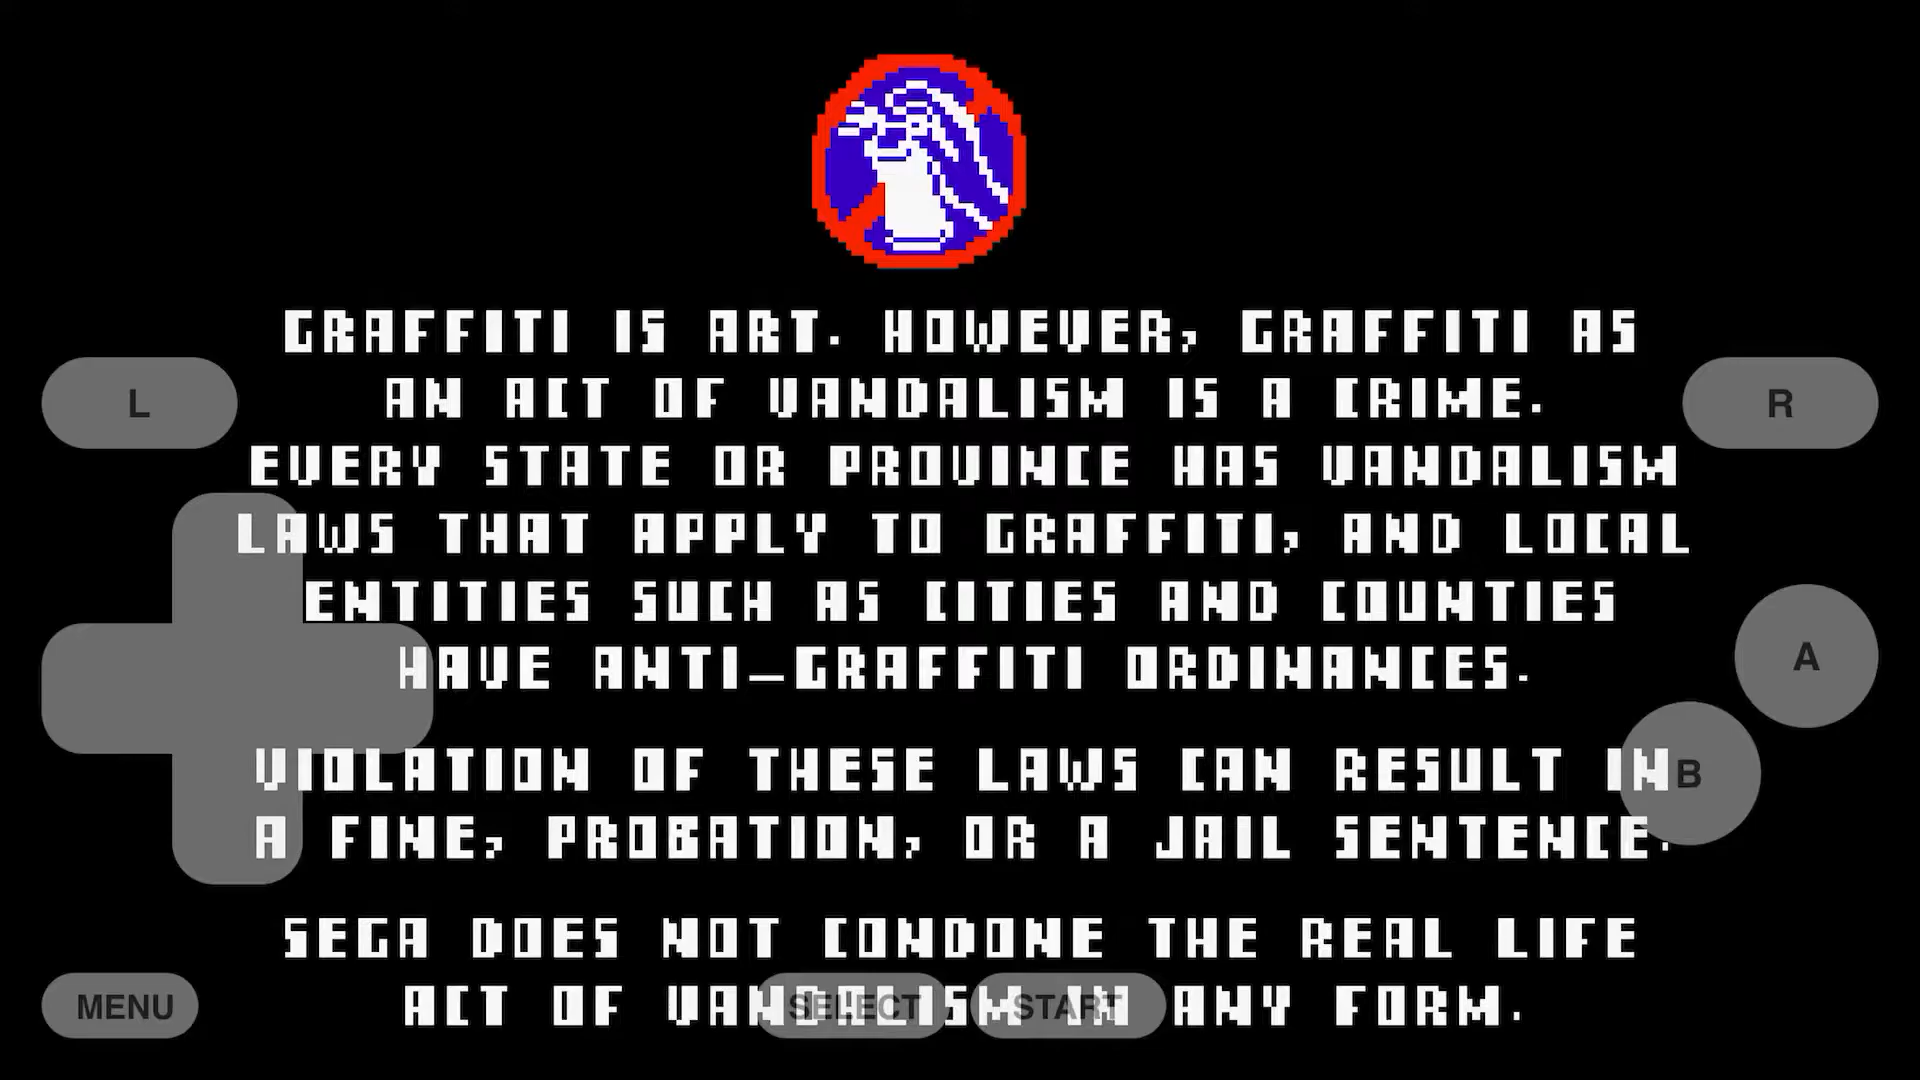 GRAFFITI IS ART. HOWEVER, GRAFFITI AS
AN ACT OF VANDALISM IS A CRIME.
L
R
EVERY STATE OR PROVINCE HAS VANDALISM
LAWS THAT APPLY TO GRAFFITI, AND LOCAL
ENTITIES SUCH AS CITIES AND COUNTIES
HAVE ANTI-GRAFFITI ORDINANCES.
A
VIOLATION OF THESE LAWS CAN RESULT IN
B
A FINE, PROBATION, OR A JAIL SENTENCE.
SEGA DOES NOT CONDONE THE REAL LIFE
ACT OF VANDALISM IN ANY FORM.
MENU
SELECT
START